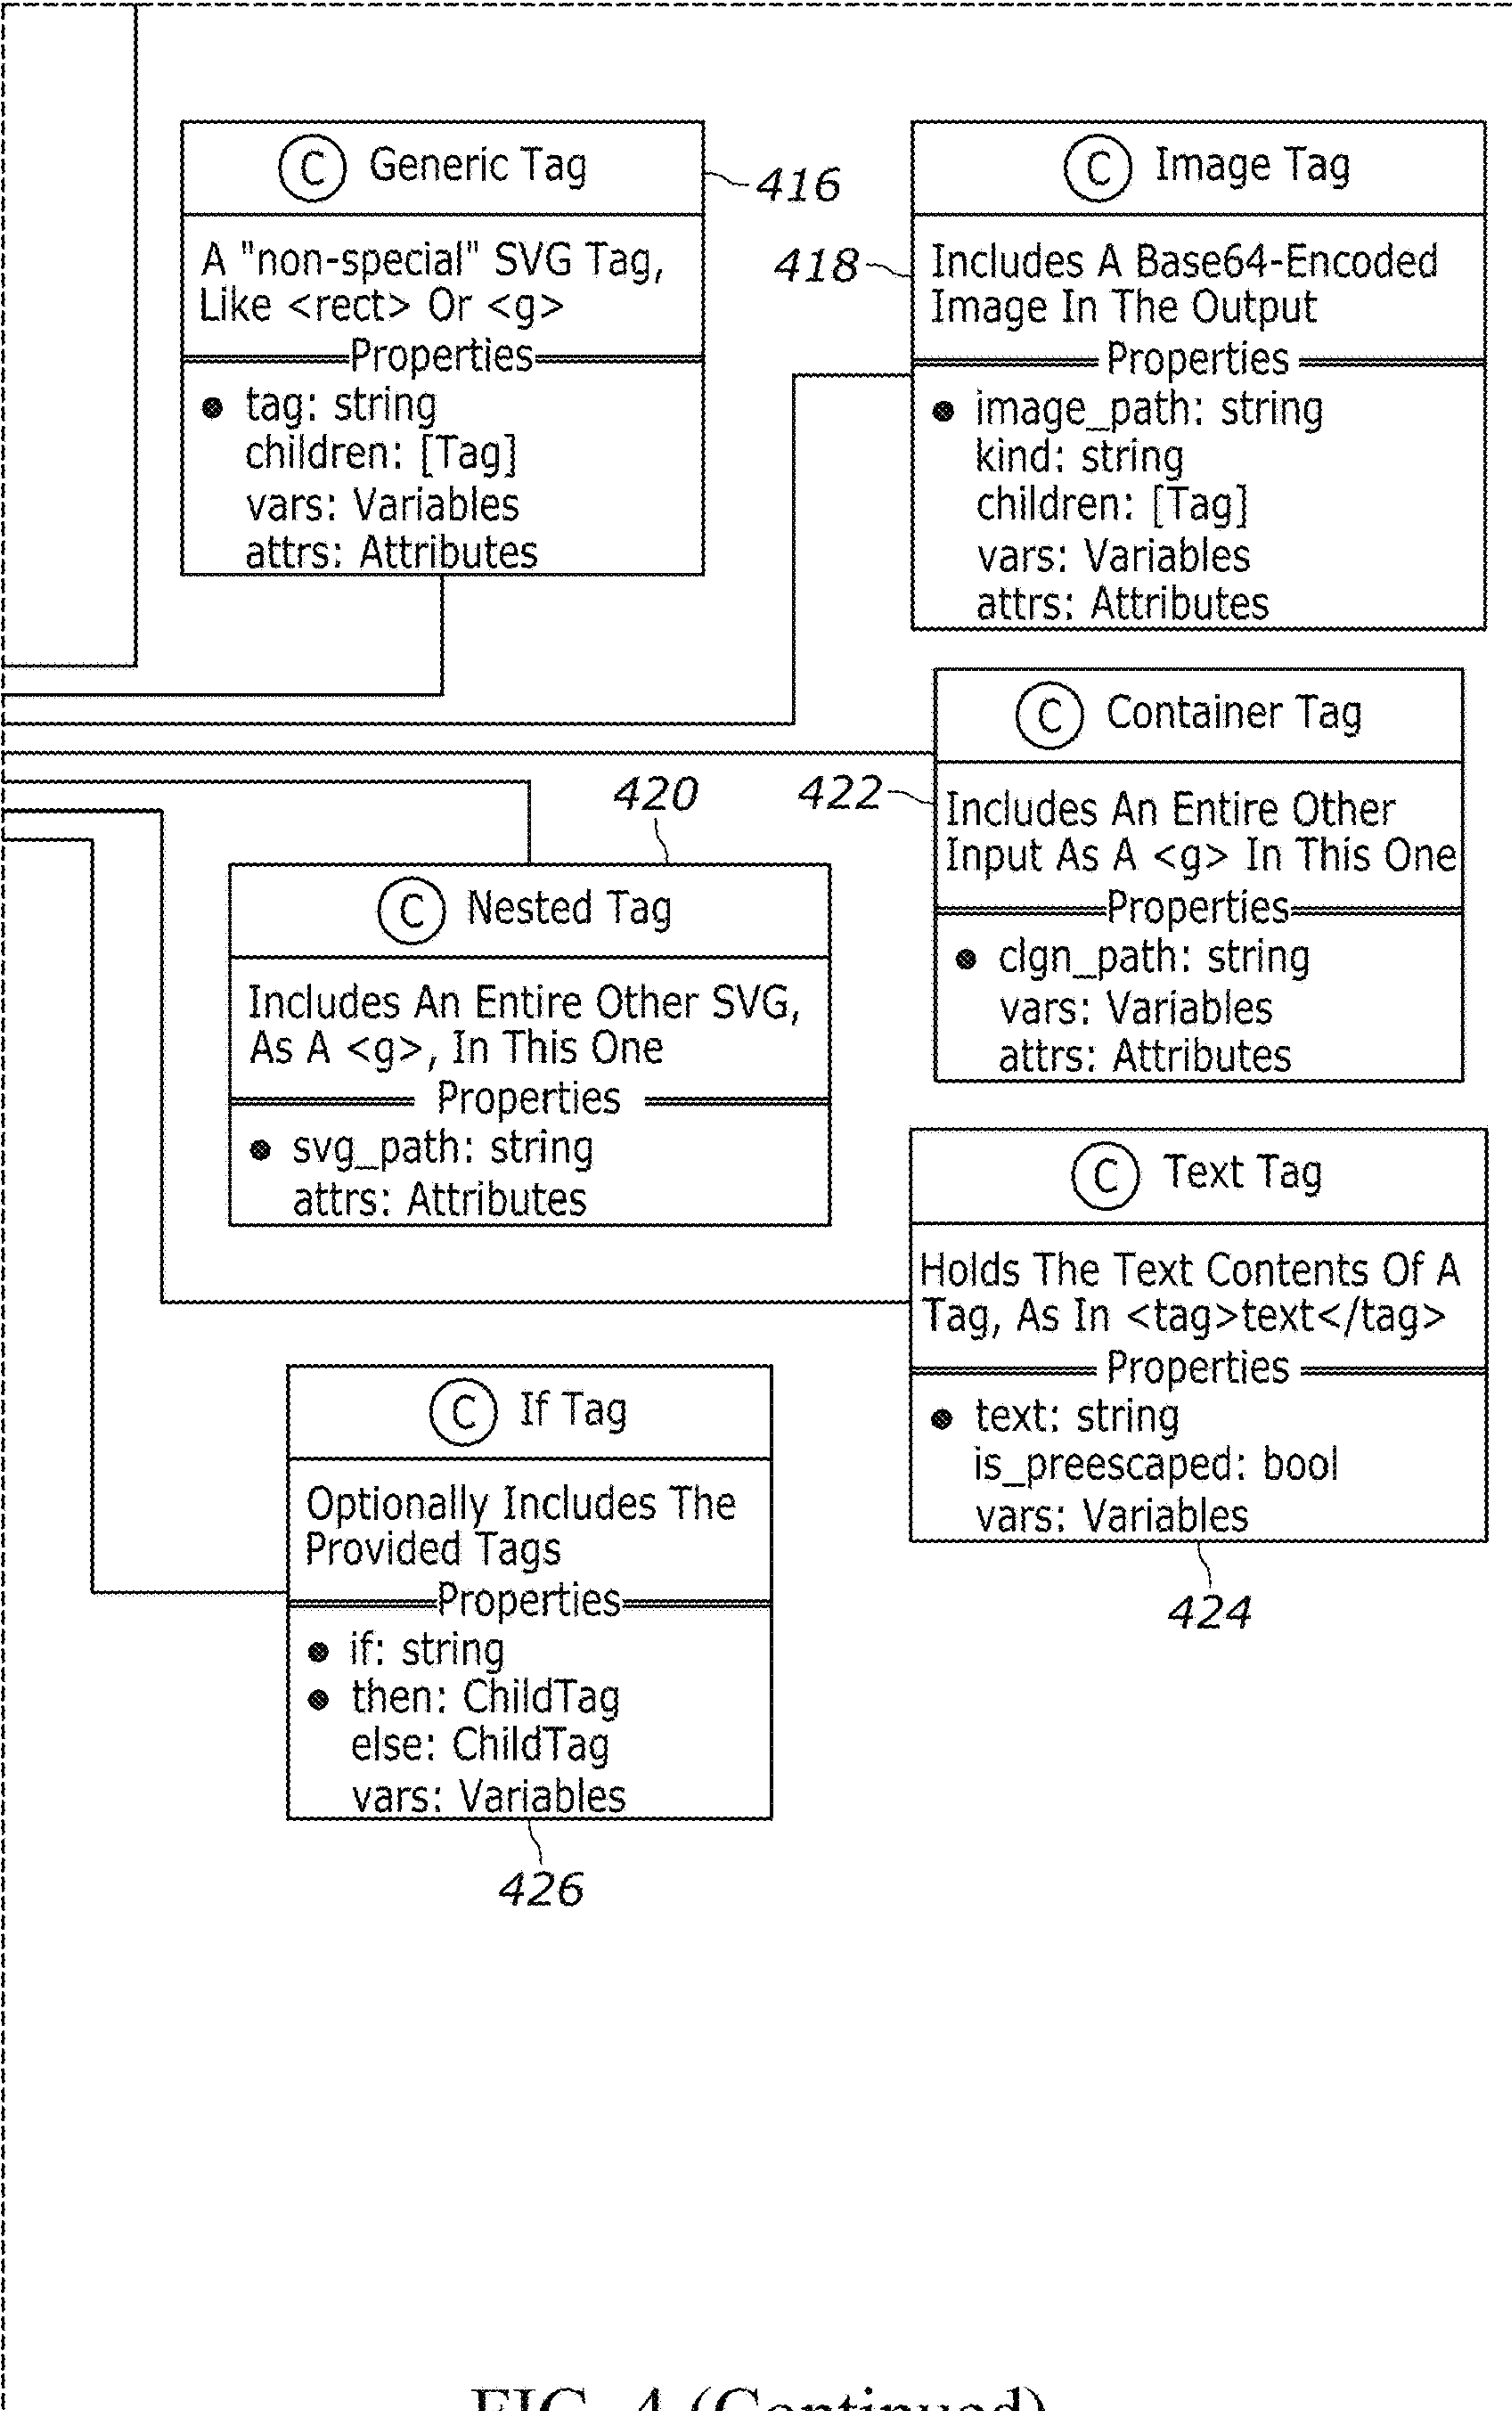 C Generic Tag
416
A "non-special" SVG Tag,
Like <rect> Or <g>
Properties
● tag: string
children: [Tag]
vars: Variables
attrs: Attributes
C Image Tag
418
Includes A Base64-Encoded
Image In The Output
Properties
● image_path: string
kind: string
children: [Tag]
vars: Variables
attrs: Attributes
C Container Tag
422
Includes An Entire Other
Input As A <g> In This One
Properties
● clgn_path: string
vars: Variables
attrs: Attributes
420
C Nested Tag
Includes An Entire Other SVG,
As A <g>, In This One
Properties
● svg_path: string
attrs: Attributes
C Text Tag
Holds The Text Contents Of A
Tag, As In <tag>text</tag>
Properties
● text: string
is_preescaped: bool
vars: Variables
424
C If Tag
Optionally Includes The
Provided Tags
Properties
● if: string
● then: ChildTag
else: ChildTag
vars: Variables
426
FIG. 4 (Continued)